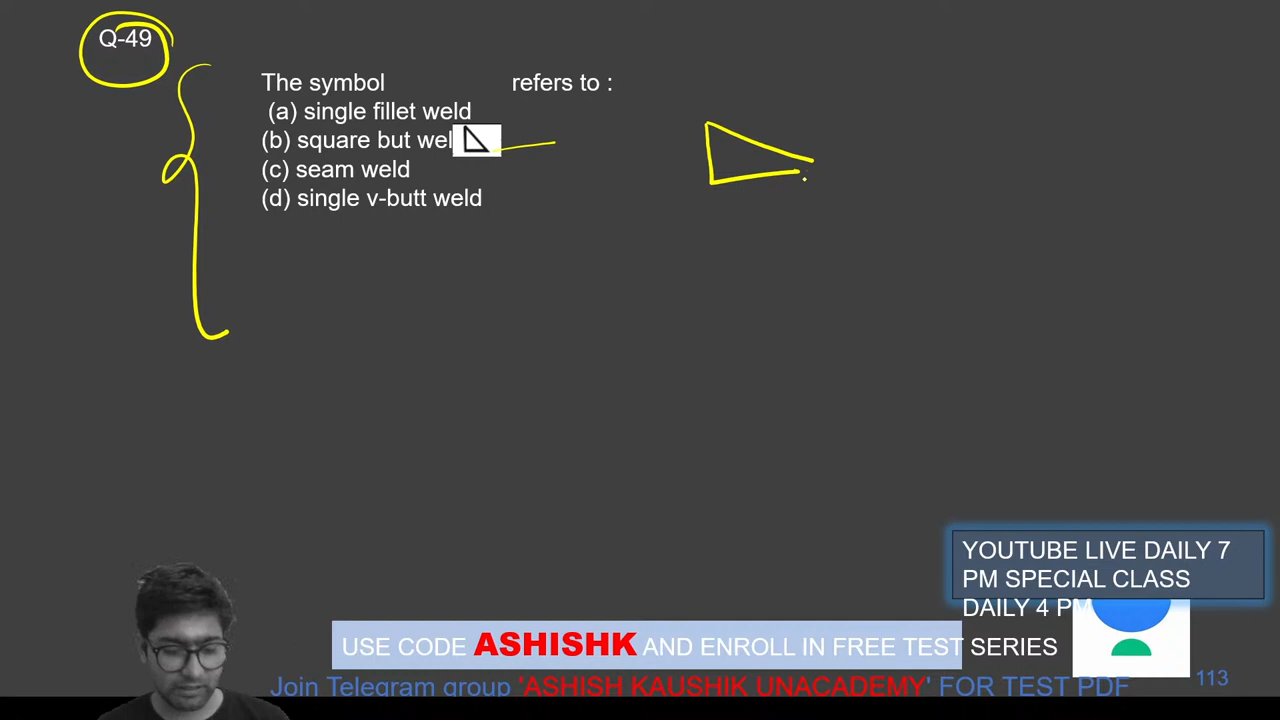 Q-49
The symbol refers to :
(a) single fillet weld
(b) square but wel
(c) seam weld
(d) single v-butt weld
YOUTUBE LIVE DAILY 7
PM SPECIAL CLASS
DAILY 4 PM
USE CODE ASHISHK AND ENROLL IN FREE TEST SERIES
Join Telegram group 'ASHISH KAUSHIK UNACADEMY' FOR TEST PDF
113